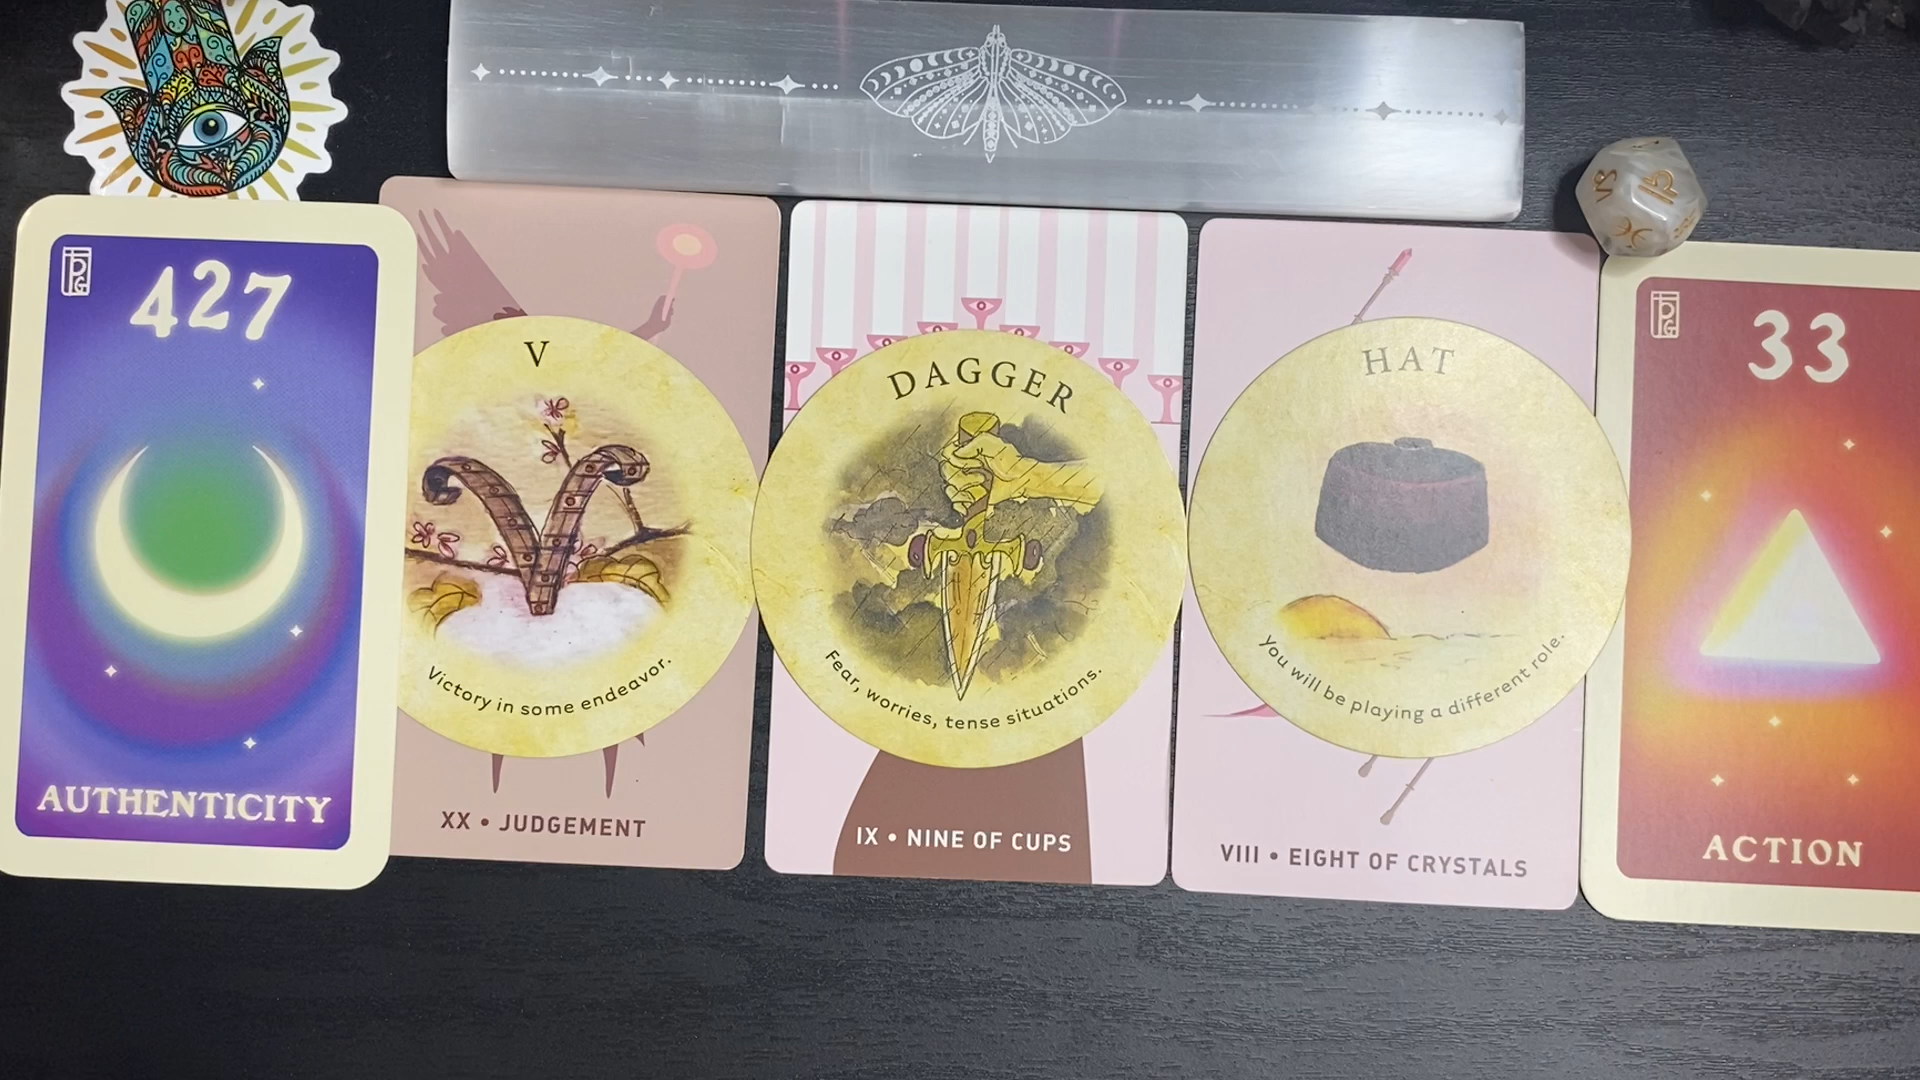 427
AUTHENTICITY
V
Victory in some endeavor.
XX • JUDGEMENT
DAGGER
Fear, worries, tense situations.
IX • NINE OF CUPS
HAT
You will be playing a different role.
VIII • EIGHT OF CRYSTALS
33
ACTION